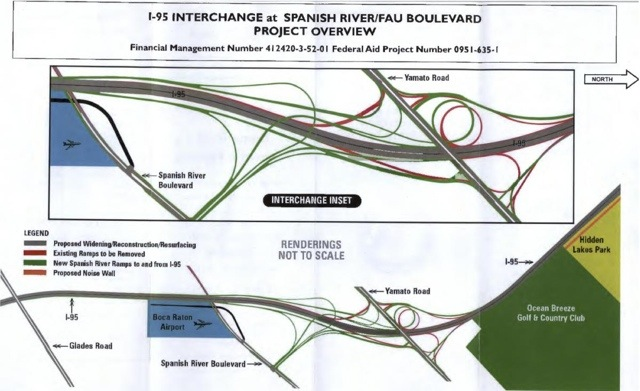 I-95 INTERCHANGE at SPANISH RIVER/FAU BOULEVARD
PROJECT OVERVIEW
Financial Management Number 412420-3-52-01 Federal Aid Project Number 0951-635-1
NORTH
Yamato Road
I-95
I-95
Spanish River
Boulevard
INTERCHANGE INSET
LEGEND
Proposed Widening/Reconstruction/Resurfacing
Existing Ramps to be Removed
New Spanish River Ramps to and from I-95
Proposed Noise Wall
RENDERINGS
NOT TO SCALE
I-95
Hidden
Lakes Park
Yamato Road
I-95
Boca Raton
Airport
Ocean Breeze
Golf & Country Club
Glades Road
Spanish River Boulevard